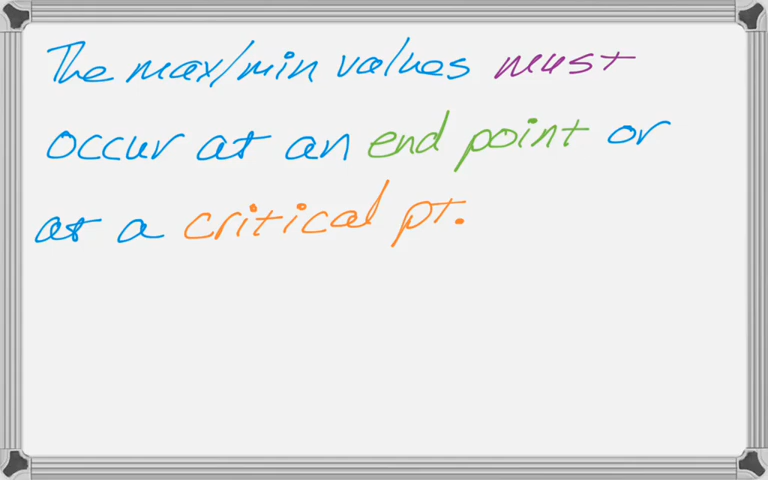 The max/min values must
occur at an end point or
at a critical pt.